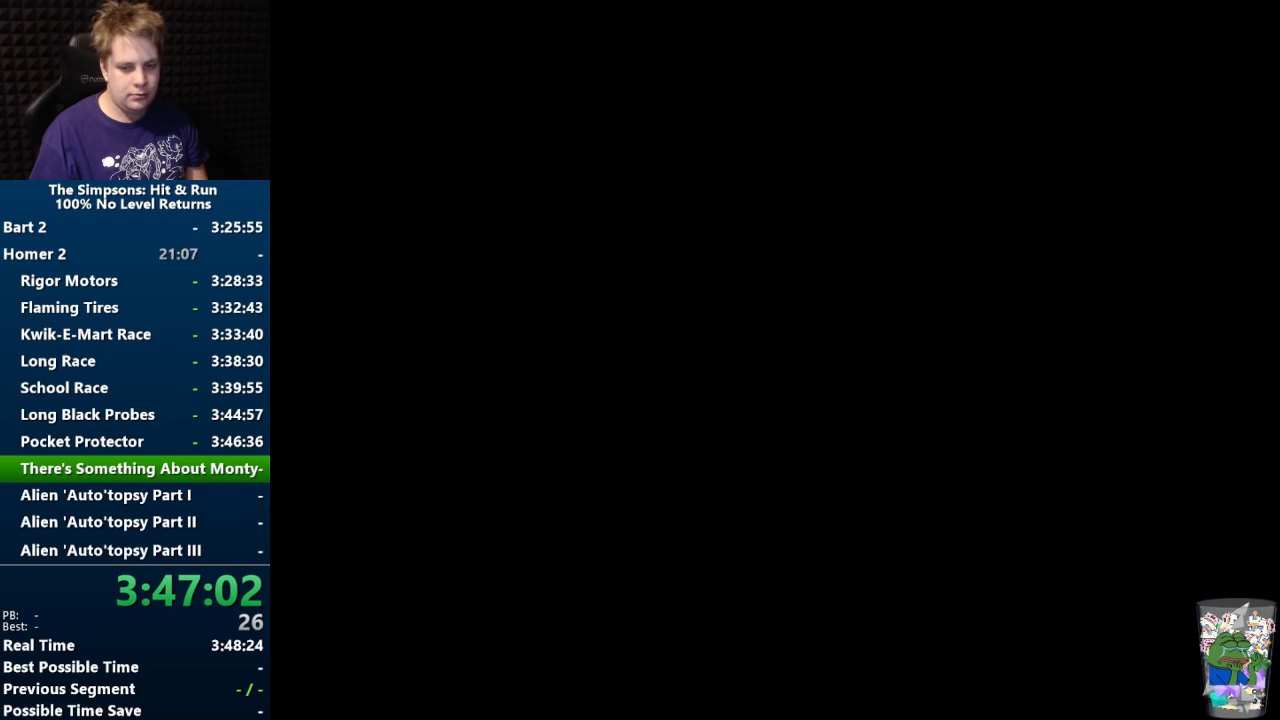 The Simpsons: Hit & Run
100% No Level Returns
Bart 2 - 3:25:55
Homer 2 21:07 -
Rigor Motors - 3:28:33
Flaming Tires - 3:32:43
Kwik-E-Mart Race - 3:33:40
Long Race - 3:38:30
School Race - 3:39:55
Long Black Probes - 3:44:57
Pocket Protector - 3:46:36
There's Something About Monty-
Alien 'Auto'topsy Part I -
Alien 'Auto'topsy Part II -
Alien 'Auto'topsy Part III -
3:47:02
PB: -
Best: -
26
Real Time 3:48:24
Best Possible Time -
Previous Segment - / -
Possible Time Save -